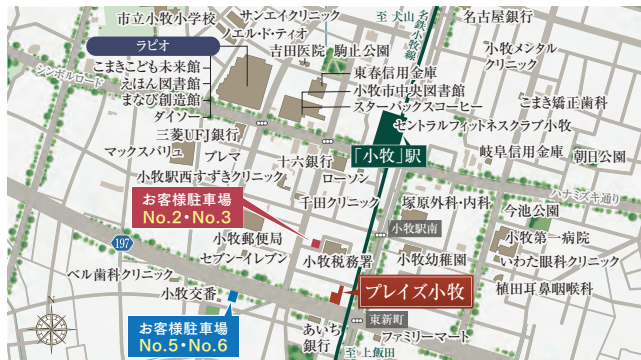 市立小牧小学校
サンエイクリニック
ノエル・ド・ティオ
至 犬山
名鉄小牧線
名古屋銀行
ラピオ
吉田医院
駒止公園
小牧メンタル
クリニック
シンボルロード
こまきこども未来館
えほん図書館
まなび創造館
ダイソー
東春信用金庫
小牧市中央図書館
スターバックスコーヒー
こまき矯正歯科
三菱UFJ銀行
セントラルフィットネスクラブ小牧
マックスバリュ
プレマ
十六銀行
「小牧」駅
岐阜信用金庫
朝日公園
小牧駅西すずきクリニック
ローソン
ハナミズキ通り
お客様駐車場
No.2・No.3
千田クリニック
塚原外科・内科
今池公園
小牧駅南
197
小牧郵便局
小牧第一病院
セブン-イレブン
小牧税務署
小牧幼稚園
いわた眼科クリニック
ベル歯科クリニック
プレイズ小牧
植田耳鼻咽喉科
小牧交番
N
お客様駐車場
No.5・No.6
あいち
銀行
東新町
ファミリーマート
至 上飯田